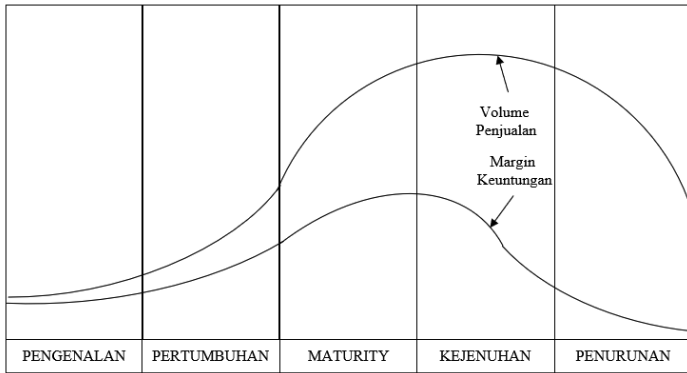 Volume
Penjualan
Margin
Keuntungan
PENGENALAN
PERTUMBUHAN
MATURITY
KEJENUHAN
PENURUNAN